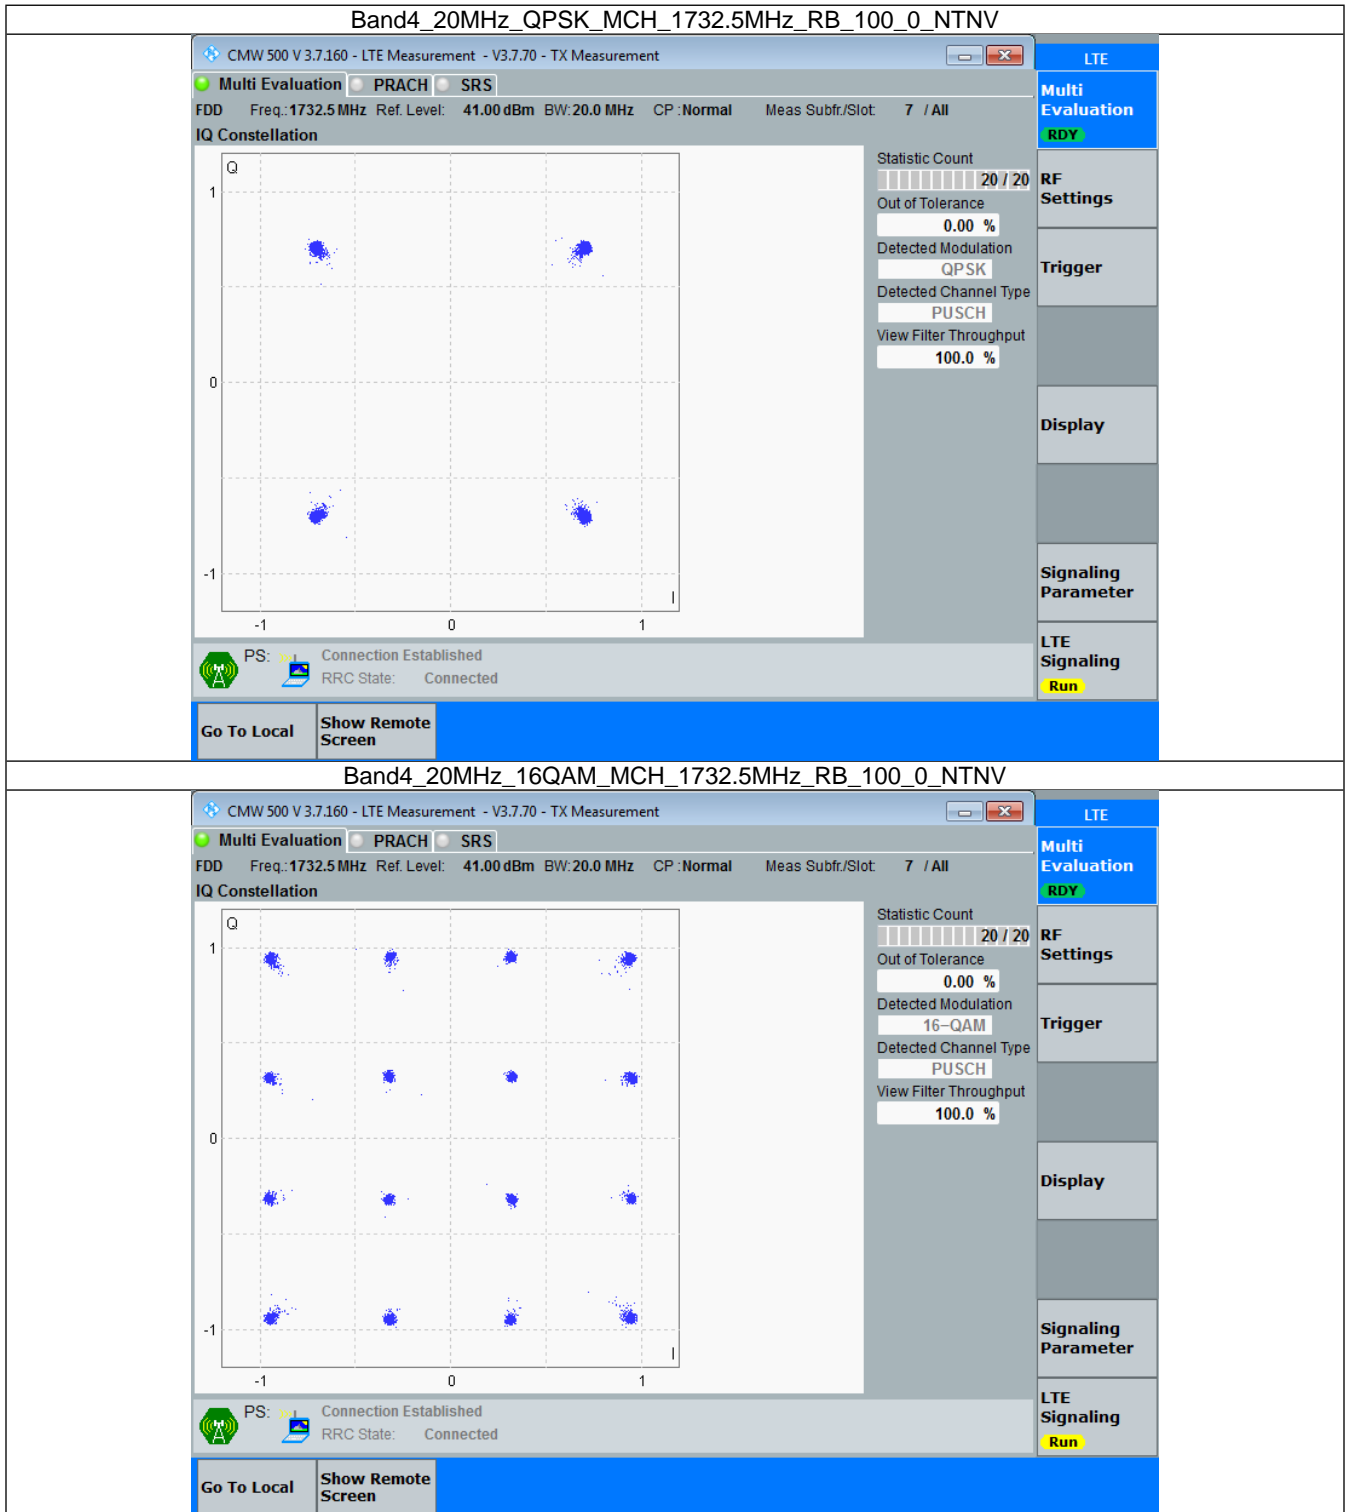 Band4_20MHz_QPSK_MCH_1732.5MHz_RB_100_0_NTNV
CMW 500 V 3.7.160 - LTE Measurement - V3.7.70 - TX Measurement
LTE
Multi Evaluation PRACH SRS
Multi
Evaluation
RDY
FDD Freq.: 1732.5 MHz Ref. Level: 41.00 dBm BW: 20.0 MHz CP : Normal Meas Subfr./Slot: 7 / All
IQ Constellation
Q
1
0
-1
I
-1 0 1
Statistic Count
20 / 20
Out of Tolerance
0.00 %
Detected Modulation
QPSK
Detected Channel Type
PUSCH
View Filter Throughput
100.0 %
RF
Settings
Trigger
Display
Signaling
Parameter
LTE
Signaling
Run
PS: Connection Established
RRC State: Connected
Go To Local
Show Remote
Screen
Band4_20MHz_16QAM_MCH_1732.5MHz_RB_100_0_NTNV
CMW 500 V 3.7.160 - LTE Measurement - V3.7.70 - TX Measurement
LTE
Multi Evaluation PRACH SRS
Multi
Evaluation
RDY
FDD Freq.: 1732.5 MHz Ref. Level: 41.00 dBm BW: 20.0 MHz CP : Normal Meas Subfr./Slot: 7 / All
IQ Constellation
Q
1
0
-1
I
-1 0 1
Statistic Count
20 / 20
Out of Tolerance
0.00 %
Detected Modulation
16-QAM
Detected Channel Type
PUSCH
View Filter Throughput
100.0 %
RF
Settings
Trigger
Display
Signaling
Parameter
LTE
Signaling
Run
PS: Connection Established
RRC State: Connected
Go To Local
Show Remote
Screen